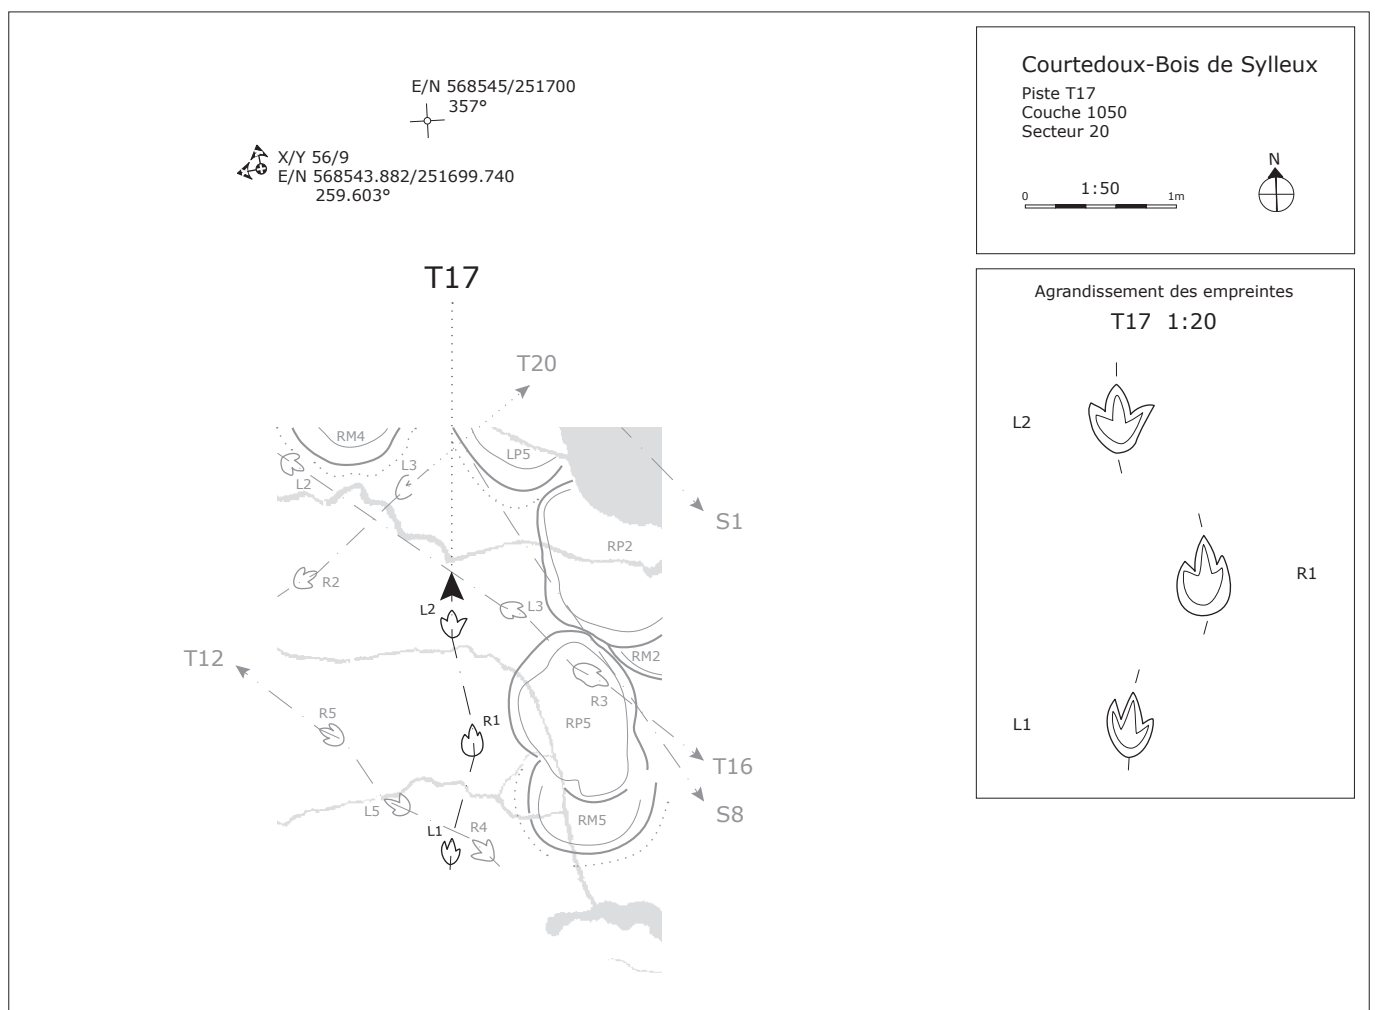 E/N 568545/251700
357°
X/Y 56/9
E/N 568543.882/251699.740
259.603°
T17
T20
RM4
LP5
L3
L2
S1
RP2
R2
L2
L3
T12
RM2
R3
R5
R1
RP5
T16
L5
L1
R4
RM5
S8
Courtedoux-Bois de Sylleux
Piste T17
Couche 1050
Secteur 20
N
0 1:50 1m
Agrandissement des empreintes
T17 1:20
L2
R1
L1